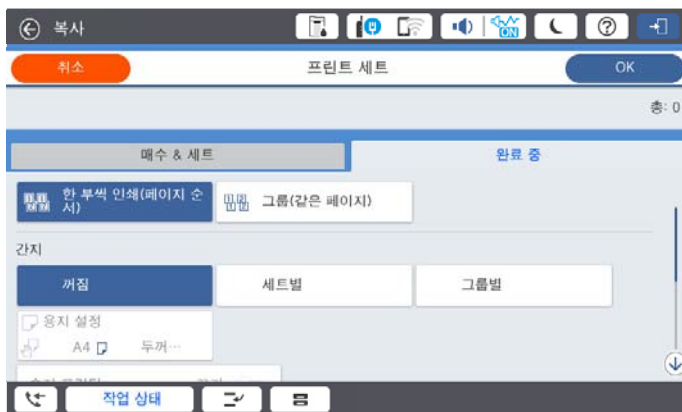 복사
ON
취소
프린트 세트
OK
총: 0
매수 & 세트
완료 중
한 부씩 인쇄(페이지 순
서)
그룹(같은 페이지)
간지
꺼짐
세트별
그룹별
용지 설정
A4
두꺼…
작업 상태